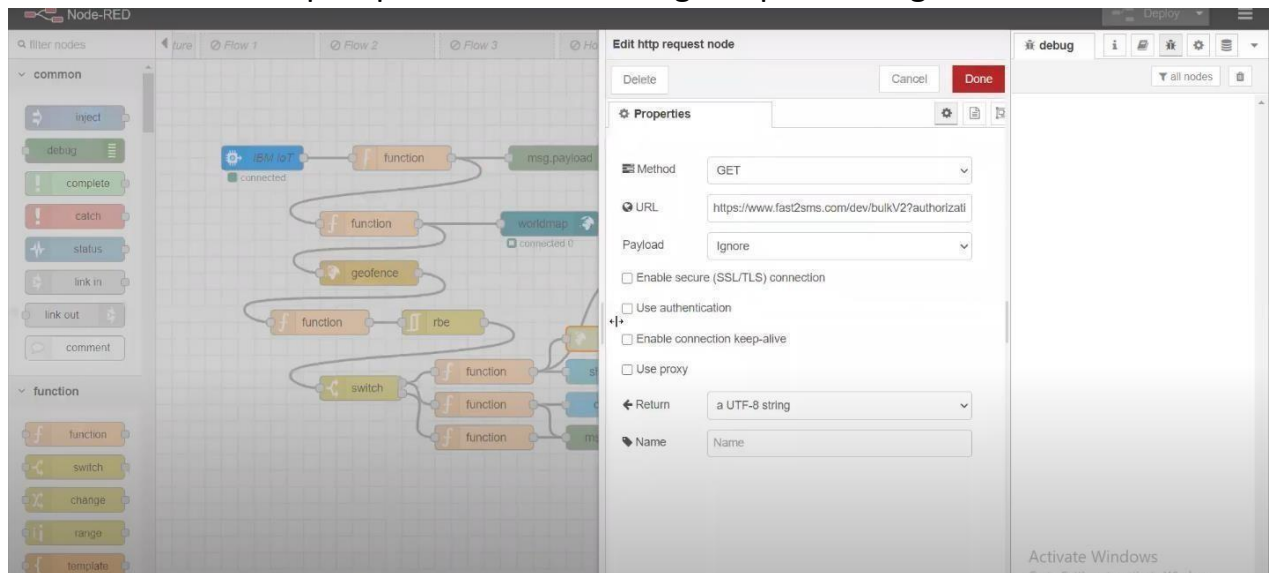 Node-RED
Deploy
filter nodes
Flow 1
Flow 2
Flow 3
Edit http request node
debug
common
Delete
Cancel
Done
all nodes
inject
Properties
debug
IBM IoT
function
msg.payload
connected
complete
Method
GET
catch
URL
https://www.fast2sms.com/dev/bulkV2?authorizati
function
worldmap
status
connected 0
Payload
Ignore
link in
geofence
Enable secure (SSL/TLS) connection
link out
Use authentication
function
rbe
Enable connection keep-alive
comment
Use proxy
function
switch
function
Return
a UTF-8 string
function
function
function
Name
Name
switch
change
range
template
Activate Windows